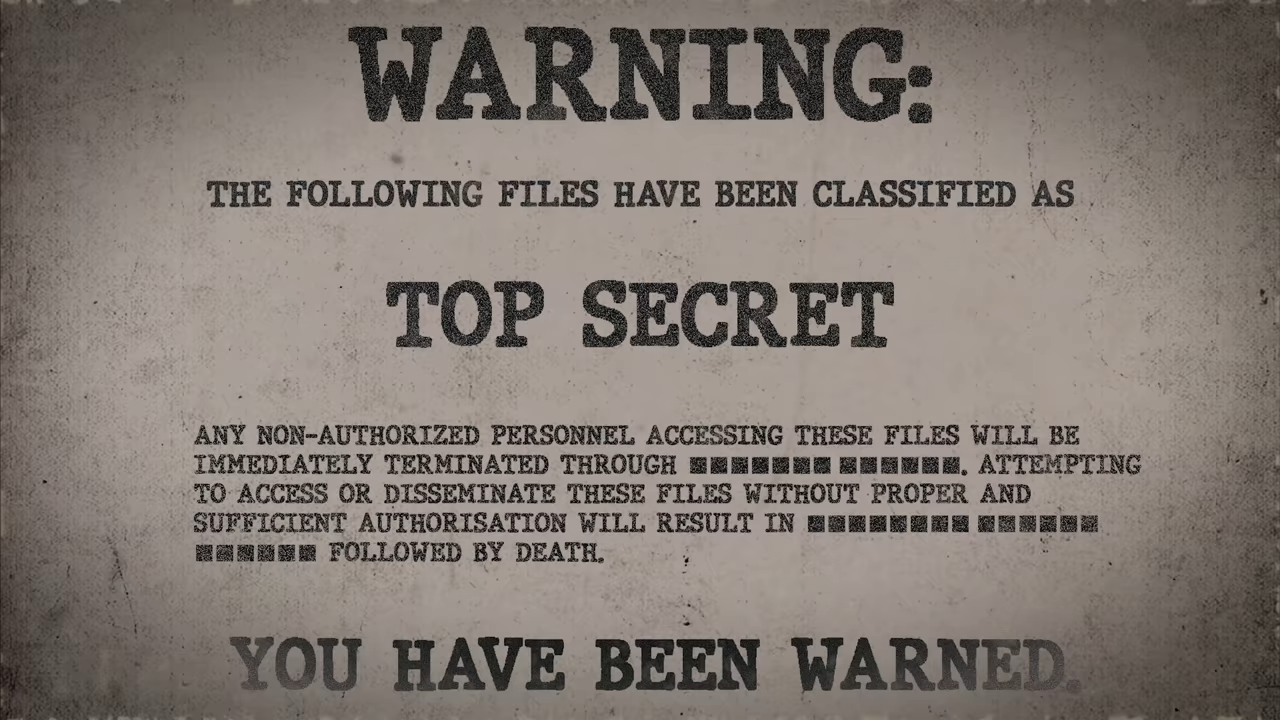 WARNING:
THE FOLLOWING FILES HAVE BEEN CLASSIFIED AS
TOP SECRET
ANY NON-AUTHORIZED PERSONNEL ACCESSING THESE FILES WILL BE
IMMEDIATELY TERMINATED THROUGH ■■■■■■■ ■■■■■■. ATTEMPTING
TO ACCESS OR DISSEMINATE THESE FILES WITHOUT PROPER AND
SUFFICIENT AUTHORISATION WILL RESULT IN ■■■■■■■■ ■■■■■■
■■■■■■ FOLLOWED BY DEATH.
YOU HAVE BEEN WARNED.